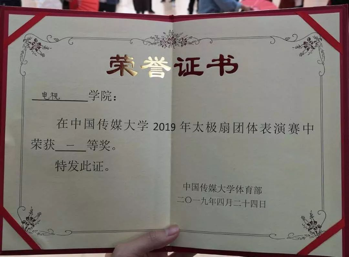 荣誉证书
电视 学院：
在中国传媒大学 2019 年太极扇团体表演赛中
荣获 一 等奖。
特发此证。
中国传媒大学体育部
二〇一九年四月二十四日